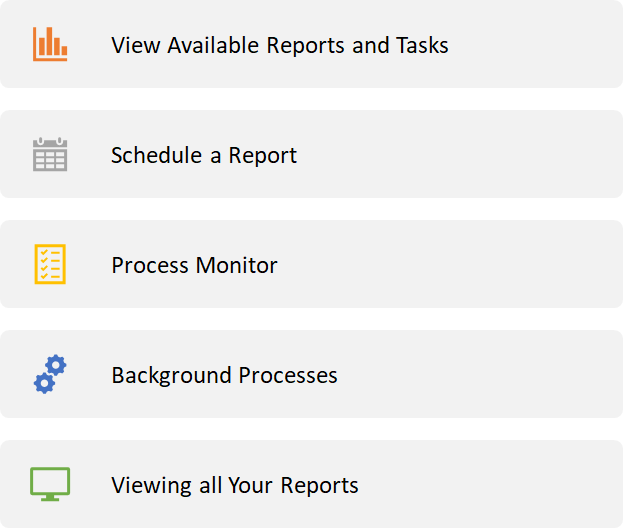 View Available Reports and Tasks
Schedule a Report
Process Monitor
Background Processes
Viewing all Your Reports